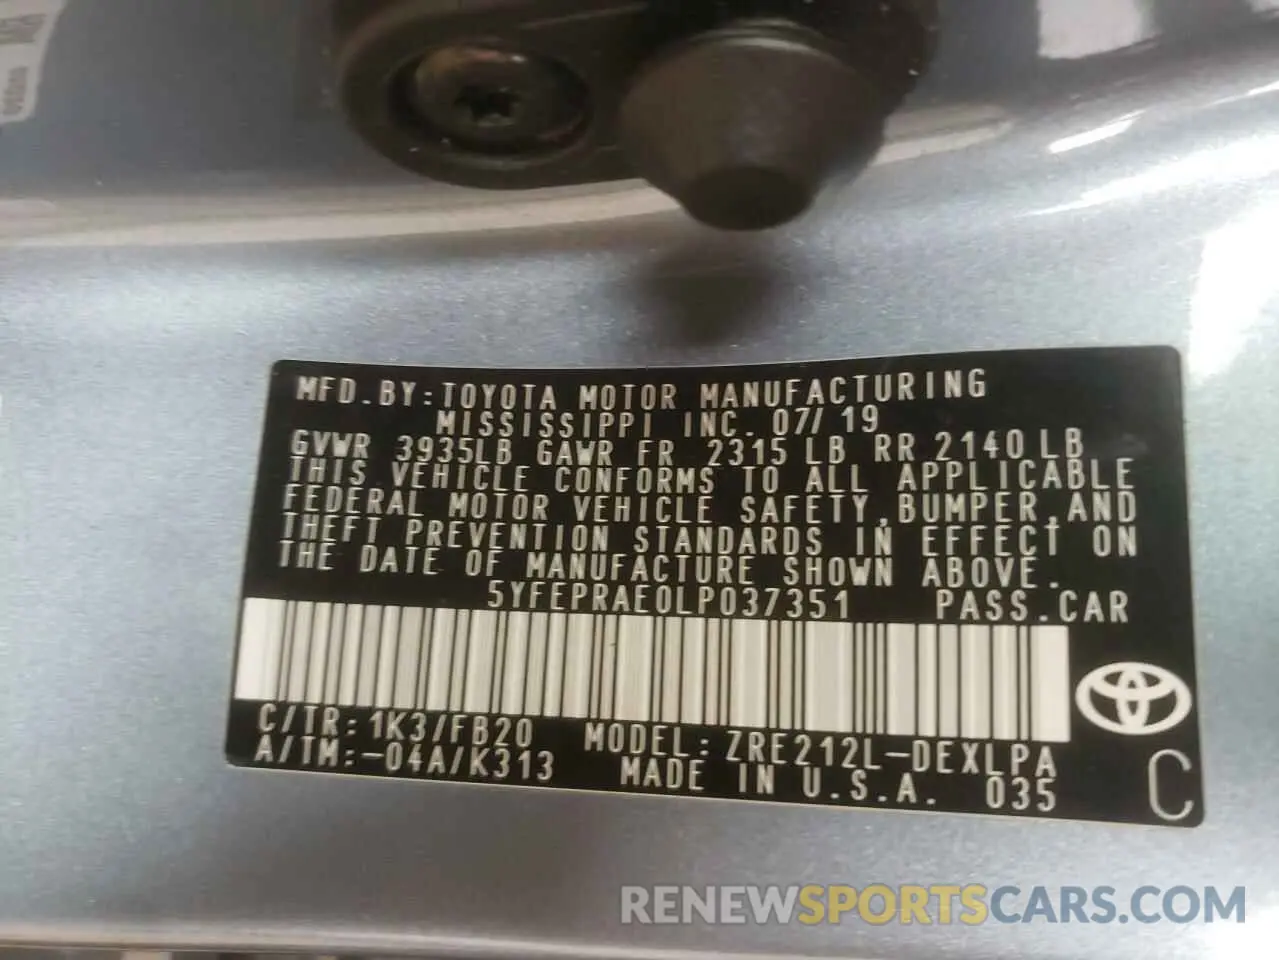 MFD.BY:TOYOTA MOTOR MANUFACTURING
MISSISSIPPI INC. 07/19
GVWR 3935LB GAWR FR 2315 LB RR 2140 LB
THIS VEHICLE CONFORMS TO ALL APPLICABLE
FEDERAL MOTOR VEHICLE SAFETY,BUMPER,AND
THEFT PREVENTION STANDARDS IN EFFECT ON
THE DATE OF MANUFACTURE SHOWN ABOVE.
5YFEPRAE0LP037351 PASS.CAR
C/TR:1K3/FB20 MODEL:ZRE212L-DEXLPA
A/TM:-04A/K313 MADE IN U.S.A. 035
C
RENEWSPORTSCARS.COM